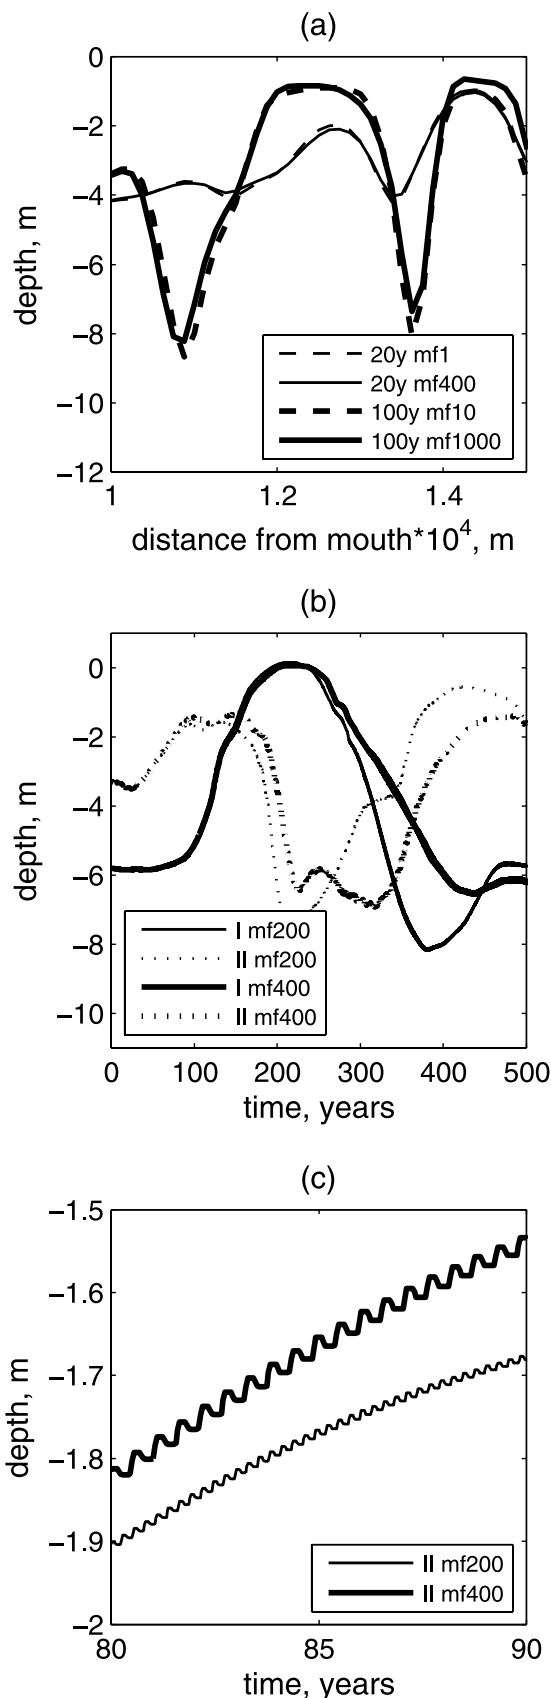 (a)
0
−2
−4
−6
−8
−10
−12
depth, m
20y mf1
20y mf400
100y mf10
100y mf1000
1 1.2 1.4
distance from mouth*10⁴, m
(b)
0
−2
−4
−6
−8
−10
depth, m
I mf200
II mf200
I mf400
II mf400
0 100 200 300 400 500
time, years
(c)
−1.5
−1.6
−1.7
−1.8
−1.9
−2
depth, m
II mf200
II mf400
80 85 90
time, years